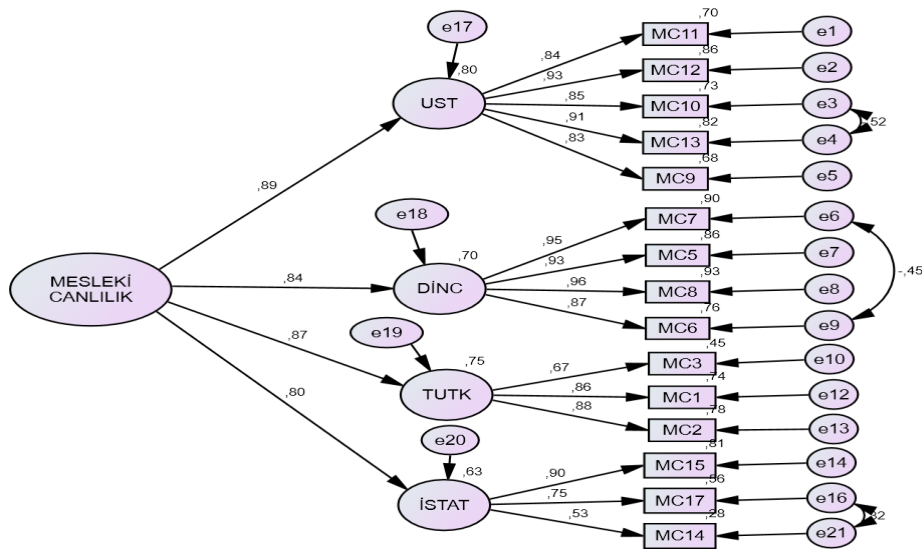 ,70
e17
MC11
e1
,84
,86
,80
,93
MC12
e2
,73
UST
,85
MC10
e3
,82
,52
,91
MC13
e4
,83
,68
MC9
e5
,89
,90
e18
MC7
e6
,95
,86
,70
,93
MC5
e7
-,45
MESLEKİ
CANLILIK
,84
DİNC
,96
,93
MC8
e8
,87
,76
MC6
e9
,87
e19
,45
,75
,67
MC3
e10
,74
,80
TUTK
,86
MC1
e12
,88
,78
MC2
e13
e20
,81
,63
,90
MC15
e14
,56
İSTAT
,75
MC17
e16
,53
,28
MC14
e21